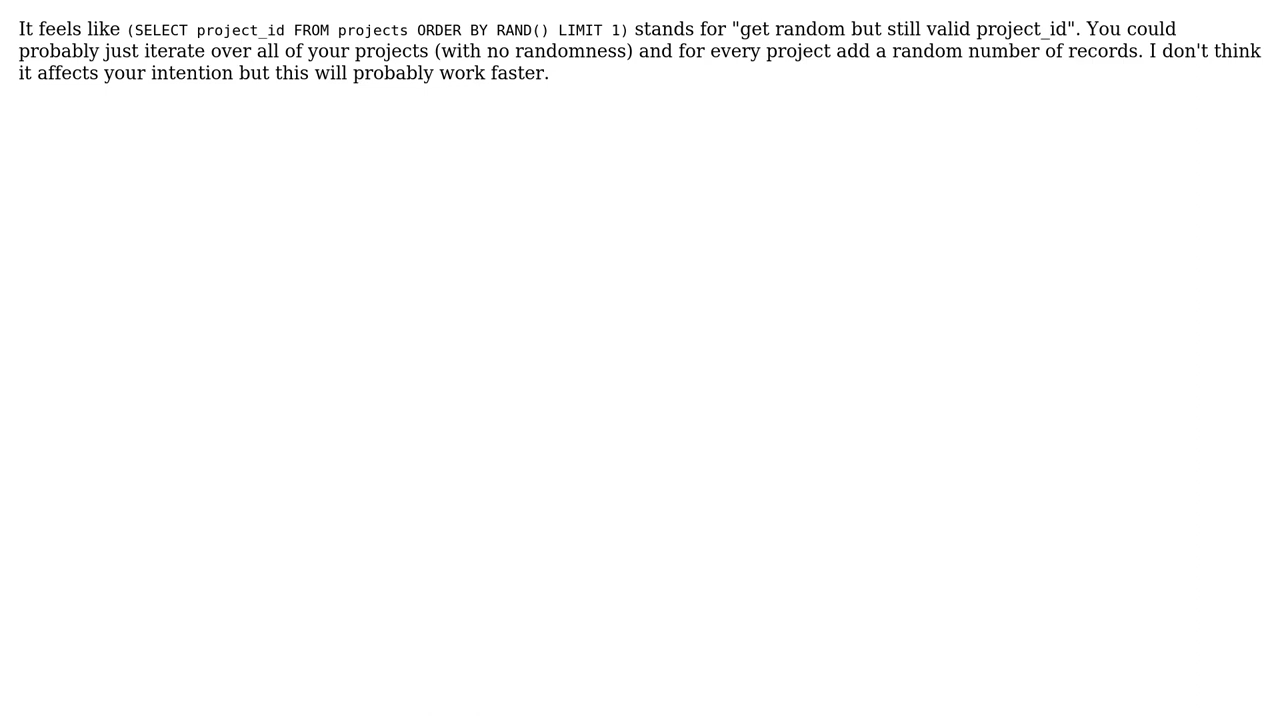 It feels like (SELECT project_id FROM projects ORDER BY RAND() LIMIT 1) stands for "get random but still valid project_id". You could
probably just iterate over all of your projects (with no randomness) and for every project add a random number of records. I don't think
it affects your intention but this will probably work faster.